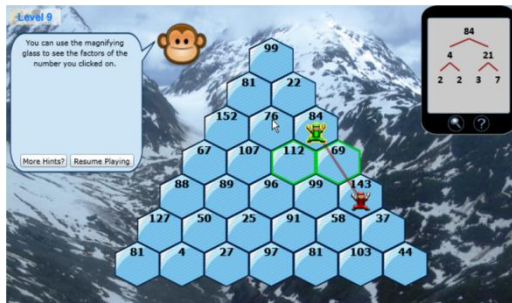 Level 9
You can use the magnifying
glass to see the factors of the
number you clicked on.
More Hints? Resume Playing
84
4 21
2 2 3 7
?
99
81 22
152 76 84
67 107 112 69
88 89 96 99 143
127 50 25 91 58 37
81 4 27 97 81 103 44